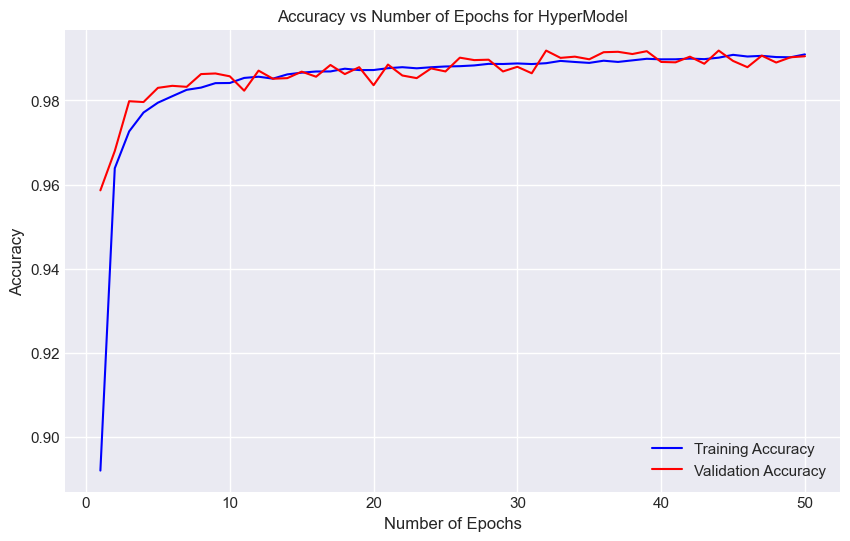 Accuracy vs Number of Epochs for HyperModel
Accuracy
0.98
0.96
0.94
0.92
0.90
Training Accuracy
Validation Accuracy
0 10 20 30 40 50
Number of Epochs